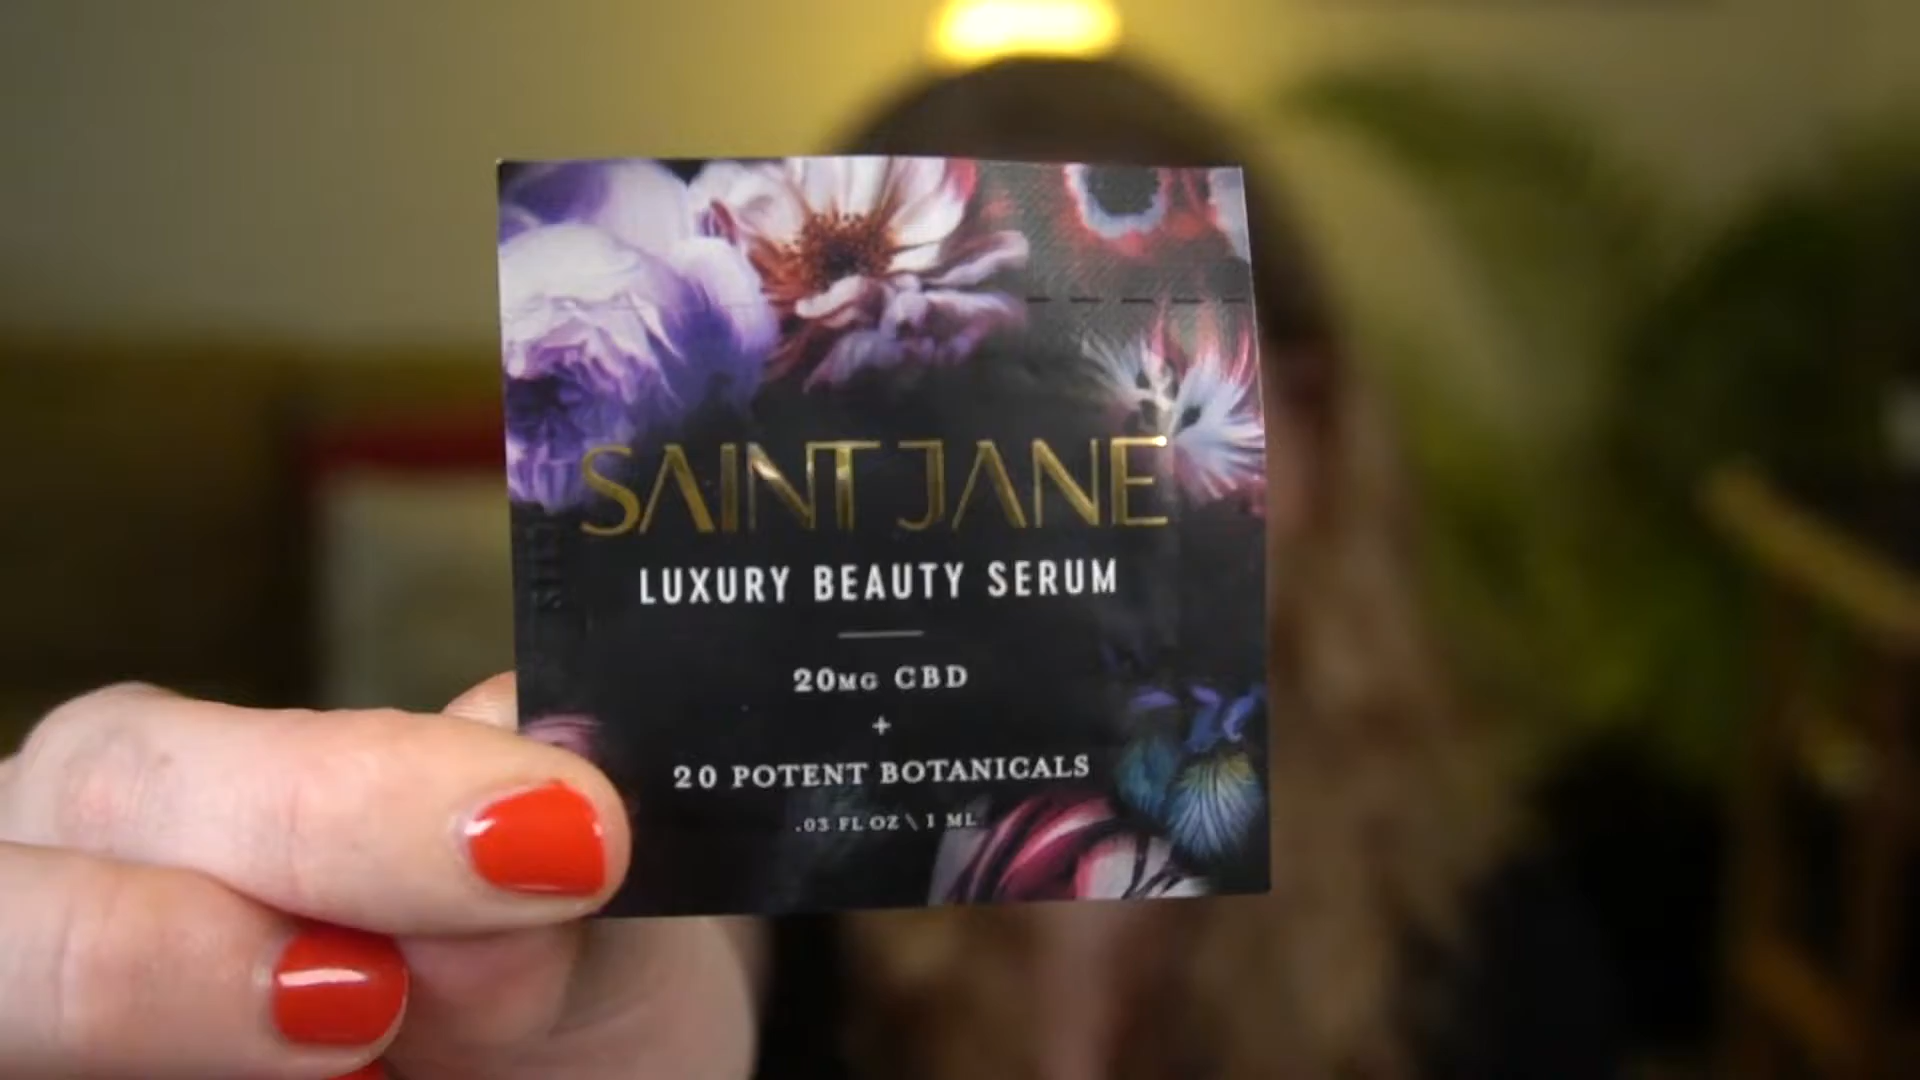 SAINT JANE
LUXURY BEAUTY SERUM
20MG CBD
+
20 POTENT BOTANICALS
.03 FL OZ \ 1 ML